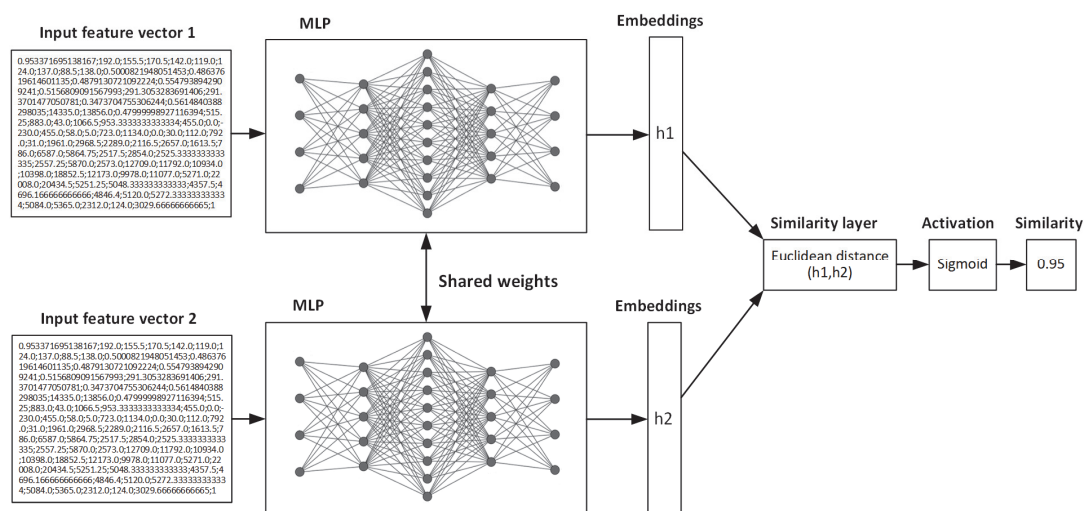 Input feature vector 1
0.953371695138167;192.0;155.5;170.5;142.0;119.0;1
24.0;137.0;88.5;138.0;0.5000821948051453;0.486376
19614601135;0.4879130721092224;0.554793894290
9241;0.5156809091567993;291.3053283691406;291.
3701477050781;0.3473704755306244;0.5614840388
298035;14335.0;13856.0;0.47999998927116394;515.
25;883.0;43.0;1066.5;953.3333333333334;455.0;0.0;-
230.0;455.0;58.0;5.0;723.0;1134.0;0.0;30.0;112.0;792
.0;31.0;1961.0;2968.5;2289.0;2116.5;2657.0;1613.5;7
86.0;6587.0;5864.75;2517.5;2854.0;2525.3333333333
335;2557.25;5870.0;2573.0;12709.0;11792.0;10934.0
;10398.0;18852.5;12173.0;9978.0;11077.0;5271.0;22
008.0;20434.5;5251.25;5048.333333333333;4357.5;4
696.166666666666;4846.4;5120.0;5272.33333333333
4;5084.0;5365.0;2312.0;124.0;3029.66666666665;1
MLP
Embeddings
h1
Shared weights
Similarity layer
Euclidean distance
(h1,h2)
Activation
Sigmoid
Similarity
0.95
Input feature vector 2
0.953371695138167;192.0;155.5;170.5;142.0;119.0;1
24.0;137.0;88.5;138.0;0.5000821948051453;0.486376
19614601135;0.4879130721092224;0.554793894290
9241;0.5156809091567993;291.3053283691406;291.
3701477050781;0.3473704755306244;0.5614840388
298035;14335.0;13856.0;0.47999998927116394;515.
25;883.0;43.0;1066.5;953.3333333333334;455.0;0.0;-
230.0;455.0;58.0;5.0;723.0;1134.0;0.0;30.0;112.0;792
.0;31.0;1961.0;2968.5;2289.0;2116.5;2657.0;1613.5;7
86.0;6587.0;5864.75;2517.5;2854.0;2525.3333333333
335;2557.25;5870.0;2573.0;12709.0;11792.0;10934.0
;10398.0;18852.5;12173.0;9978.0;11077.0;5271.0;22
008.0;20434.5;5251.25;5048.333333333333;4357.5;4
696.166666666666;4846.4;5120.0;5272.33333333333
4;5084.0;5365.0;2312.0;124.0;3029.66666666665;1
MLP
Embeddings
h2